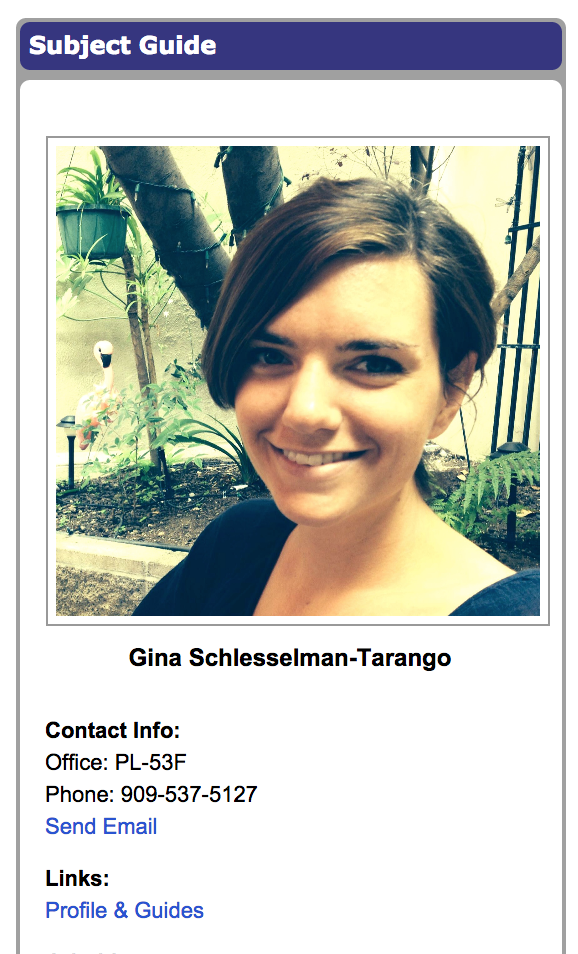 Subject Guide
Gina Schlesselman-Tarango
Contact Info:
Office: PL-53F
Phone: 909-537-5127
Send Email
Links:
Profile & Guides